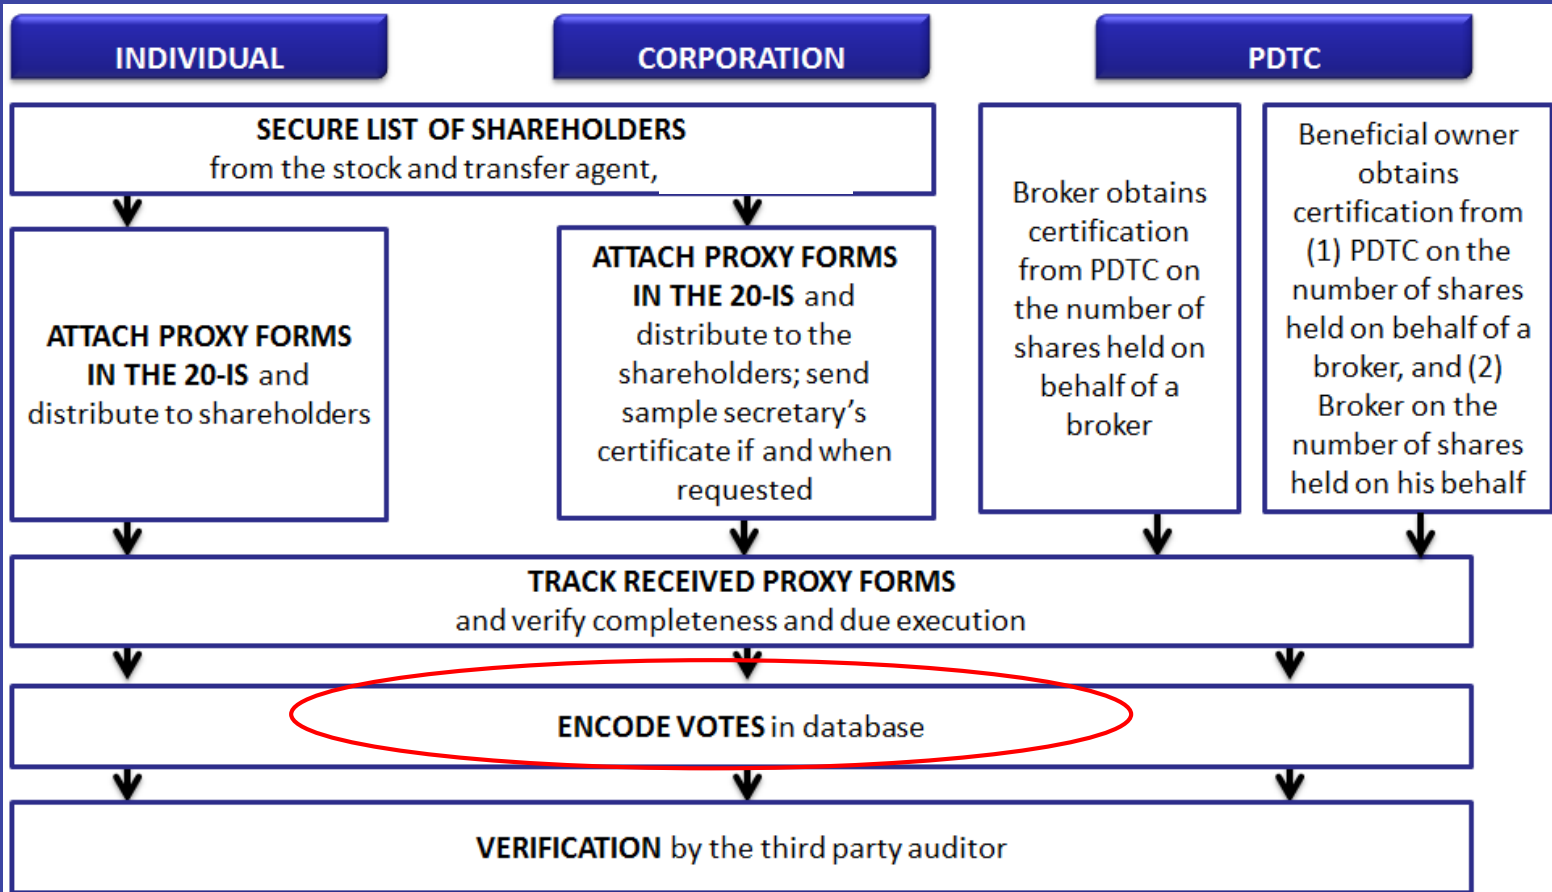 INDIVIDUAL
CORPORATION
PDTC
SECURE LIST OF SHAREHOLDERS
from the stock and transfer agent,
ATTACH PROXY FORMS
IN THE 20-IS and
distribute to shareholders
ATTACH PROXY FORMS
IN THE 20-IS and
distribute to the
shareholders; send
sample secretary’s
certificate if and when
requested
Broker obtains
certification
from PDTC on
the number of
shares held on
behalf of a
broker
Beneficial owner
obtains
certification from
(1) PDTC on the
number of shares
held on behalf of a
broker, and (2)
Broker on the
number of shares
held on his behalf
TRACK RECEIVED PROXY FORMS
and verify completeness and due execution
ENCODE VOTES in database
VERIFICATION by the third party auditor